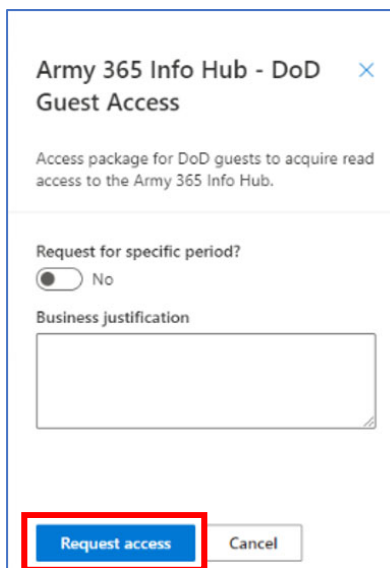 Army 365 Info Hub - DoD
Guest Access
Access package for DoD guests to acquire read
access to the Army 365 Info Hub.
Request for specific period?
No
Business justification
Request access
Cancel